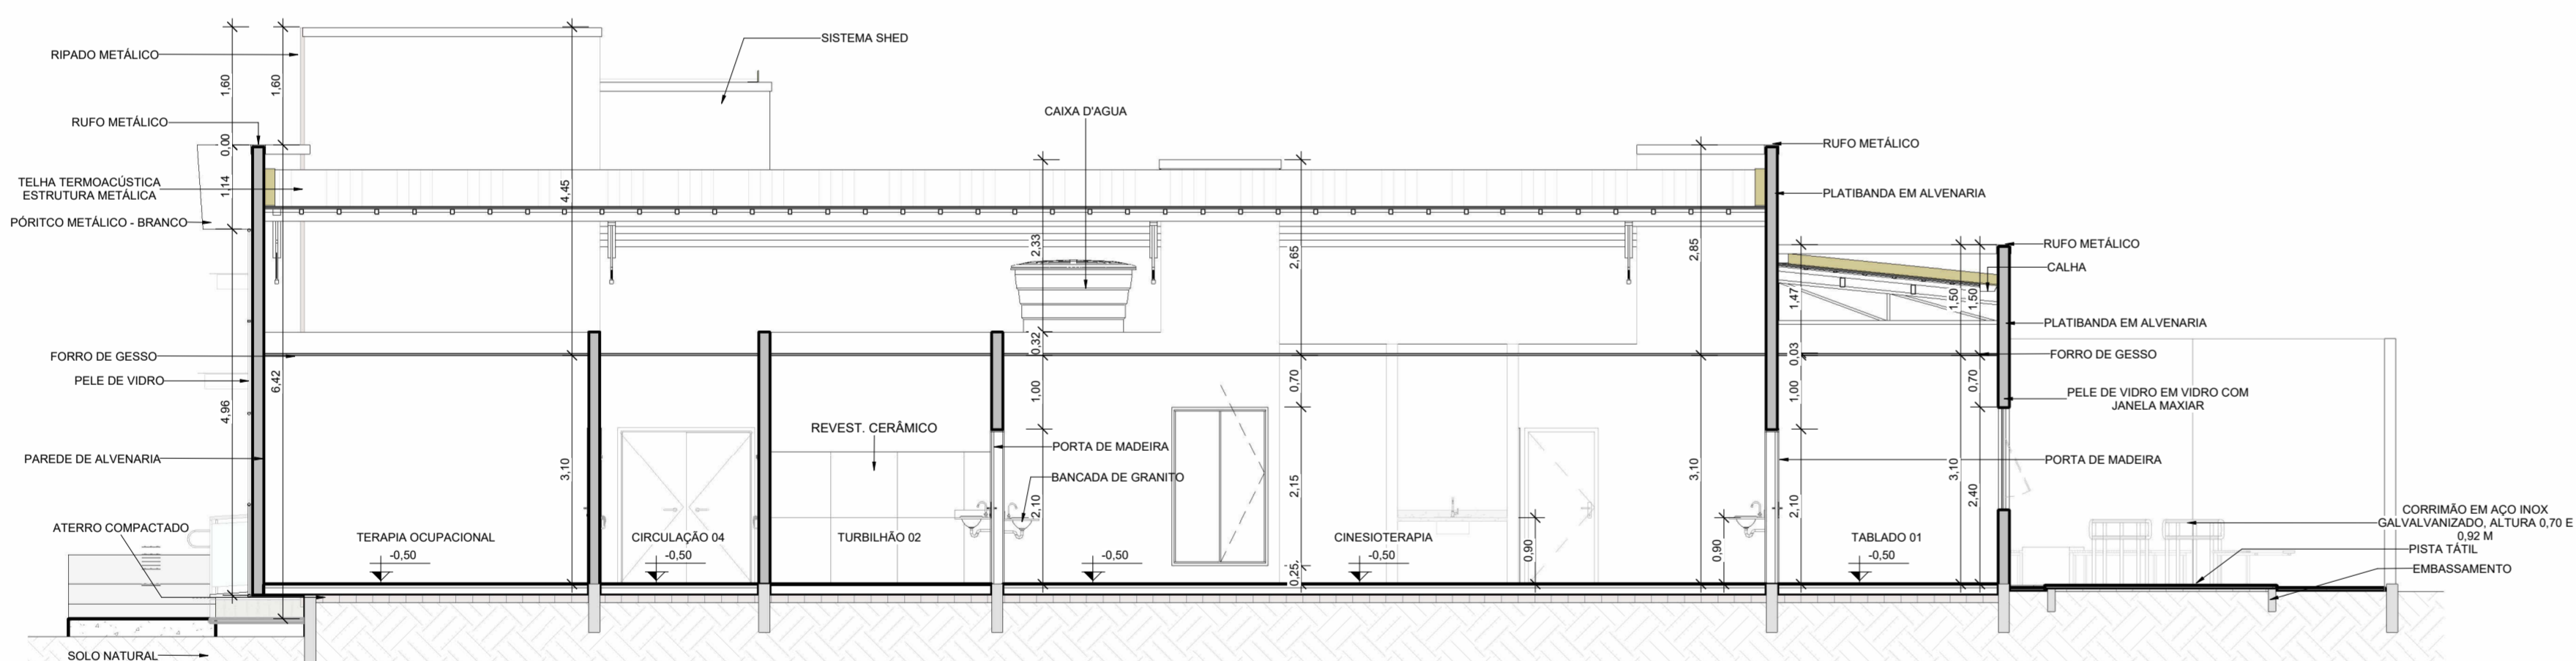 RIPADO METÁLICO
SISTEMA SHED
1,60
1,60
RUFO METÁLICO
CAIXA D'AGUA
0,00
RUFO METÁLICO
TELHA TERMOACÚSTICA
ESTRUTURA METÁLICA
1,14
4,45
PLATIBANDA EM ALVENARIA
PÓRITCO METÁLICO - BRANCO
2,33
2,65
2,85
RUFO METÁLICO
CALHA
1,47
1,50
1,50
PLATIBANDA EM ALVENARIA
0,32
FORRO DE GESSO
0,03
FORRO DE GESSO
PELE DE VIDRO
6,42
4,96
1,00
0,70
1,00
0,70
PELE DE VIDRO EM VIDRO COM
JANELA MAXIAR
REVEST. CERÂMICO
PORTA DE MADEIRA
PAREDE DE ALVENARIA
3,10
BANCADA DE GRANITO
2,10
2,15
3,10
2,10
3,10
2,40
PORTA DE MADEIRA
CORRIMÃO EM AÇO INOX
GALVALVANIZADO, ALTURA 0,70 E
0,92 M
ATERRO COMPACTADO
TERAPIA OCUPACIONAL
-0,50
CIRCULAÇÃO 04
-0,50
TURBILHÃO 02
-0,50
CINESIOTERAPIA
-0,50
0,25
0,90
0,90
TABLADO 01
-0,50
PISTA TÁTIL
EMBASSAMENTO
SOLO NATURAL